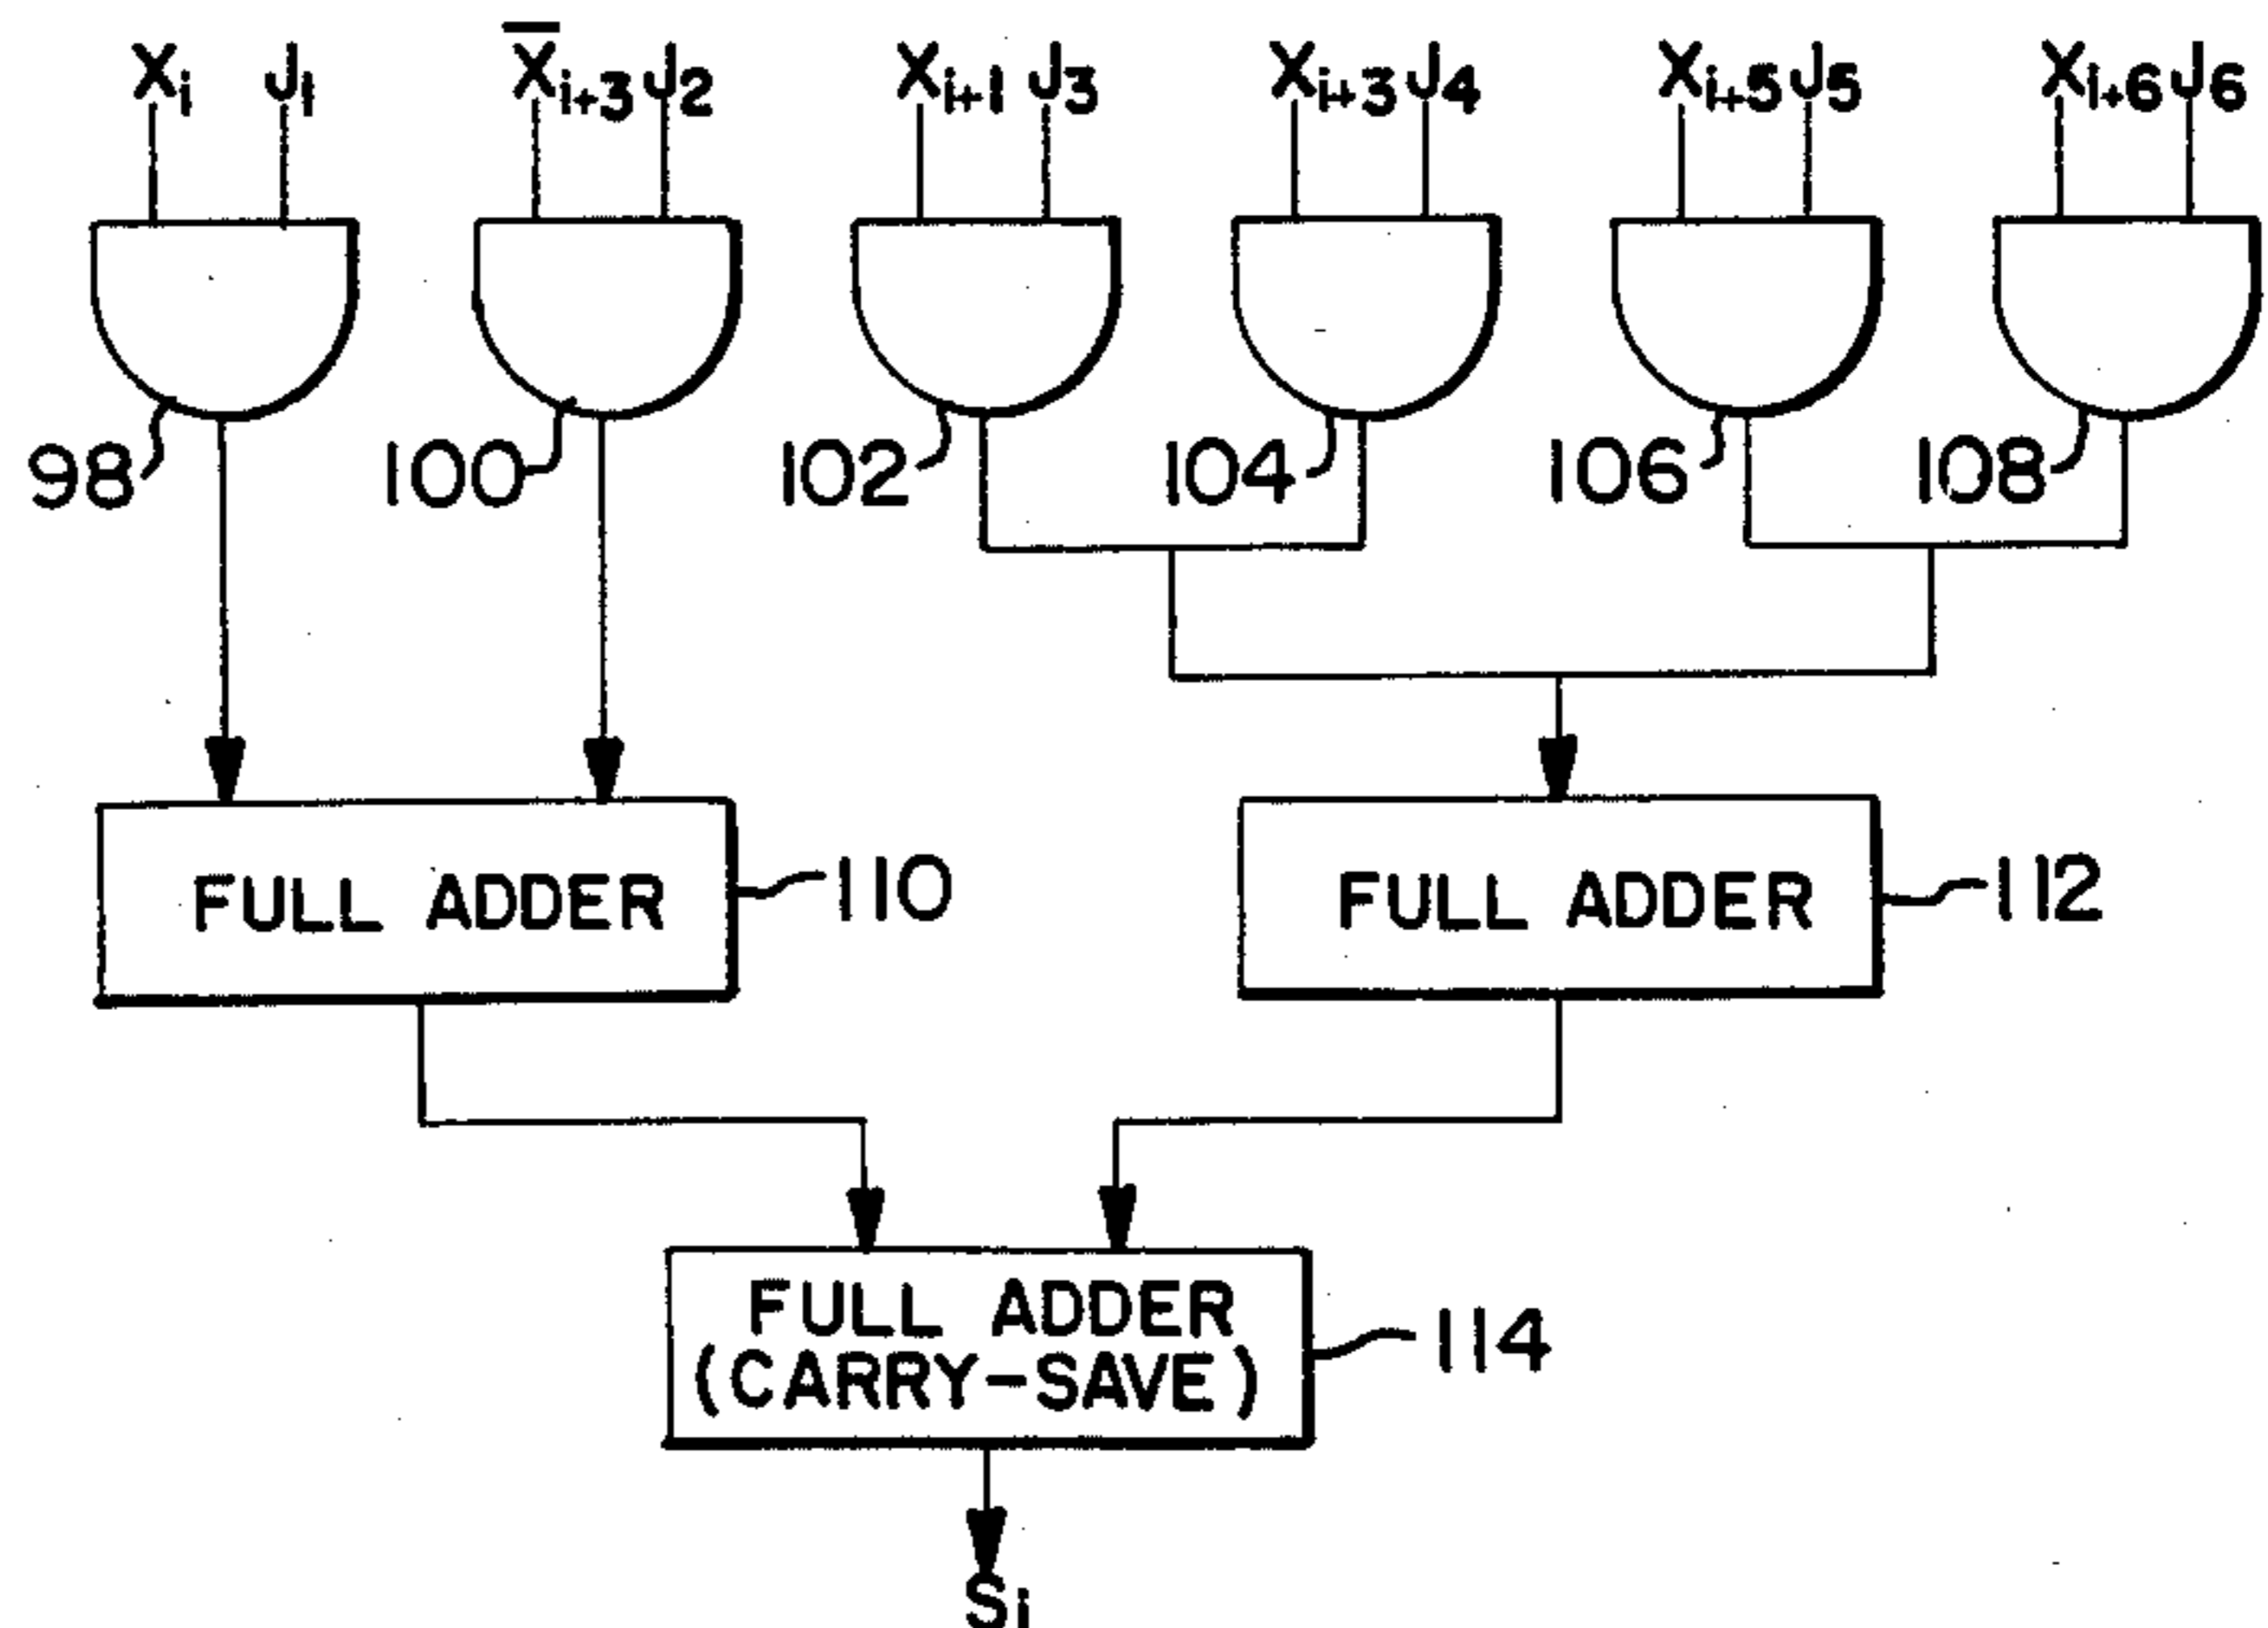 Xᵢ J₁ X̅ᵢ₊₃ J₂ Xᵢ₊₁ J₃ Xᵢ₊₃ J₄ Xᵢ₊₅ J₅ Xᵢ₊₆ J₆
98 100 102 104 106 108
FULL ADDER 110 FULL ADDER 112
FULL ADDER
(CARRY-SAVE) 114
Sᵢ